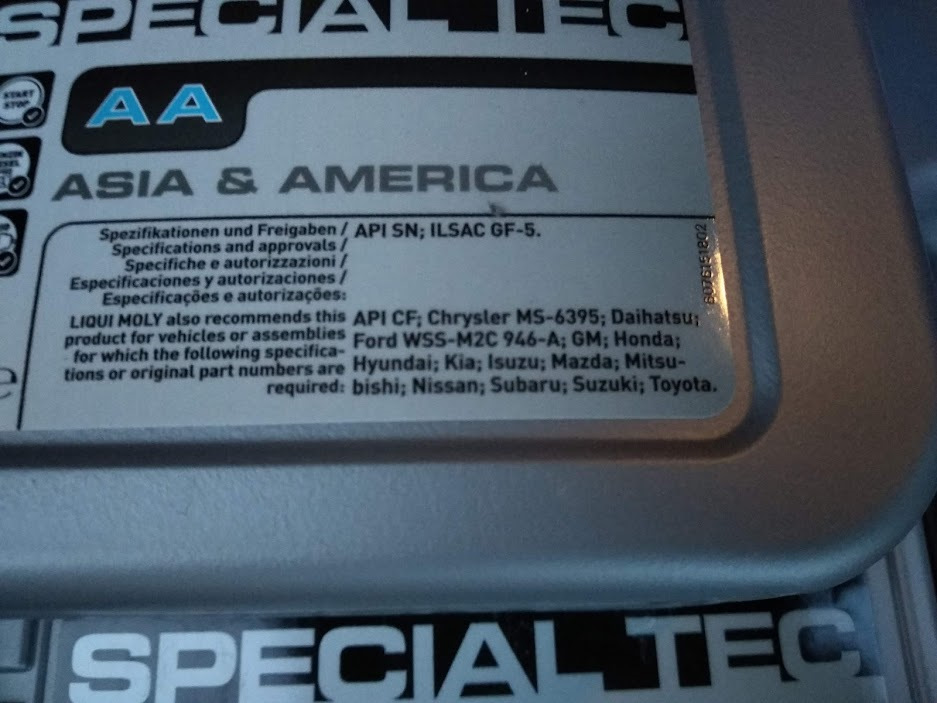 SPECIAL TEC
START
STOP
AA
ASIA & AMERICA
Spezifikationen und Freigaben / API SN; ILSAC GF-5.
Specifications and approvals /
Specifiche e autorizzazioni /
Especificaciones y autorizaciones /
Especificações e autorizações:
LIQUI MOLY also recommends this API CF; Chrysler MS-6395; Daihatsu;
product for vehicles or assemblies Ford WSS-M2C 946-A; GM; Honda;
for which the following specifica- Hyundai; Kia; Isuzu; Mazda; Mitsu-
tions or original part numbers are bishi; Nissan; Subaru; Suzuki; Toyota.
required:
SPECIAL TEC